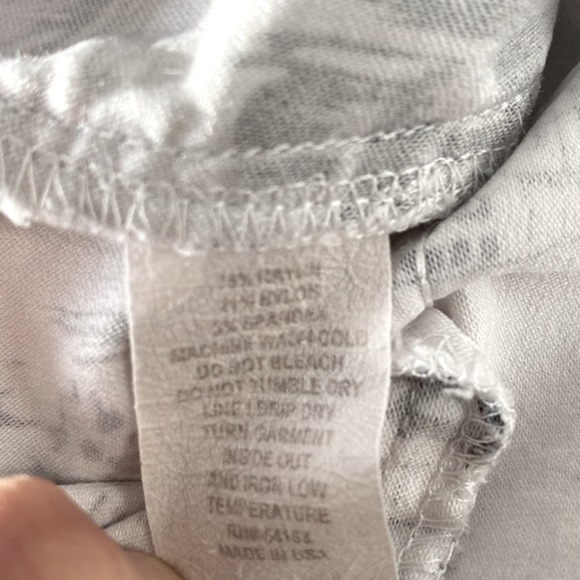 NYLON
5% SPANDEX
MACHINE WASH COLD
DO NOT BLEACH
DO NOT TUMBLE DRY
LINE DRIP DRY
TURN GARMENT
INSIDE OUT
AND IRON LOW
TEMPERATURE
MADE IN USA